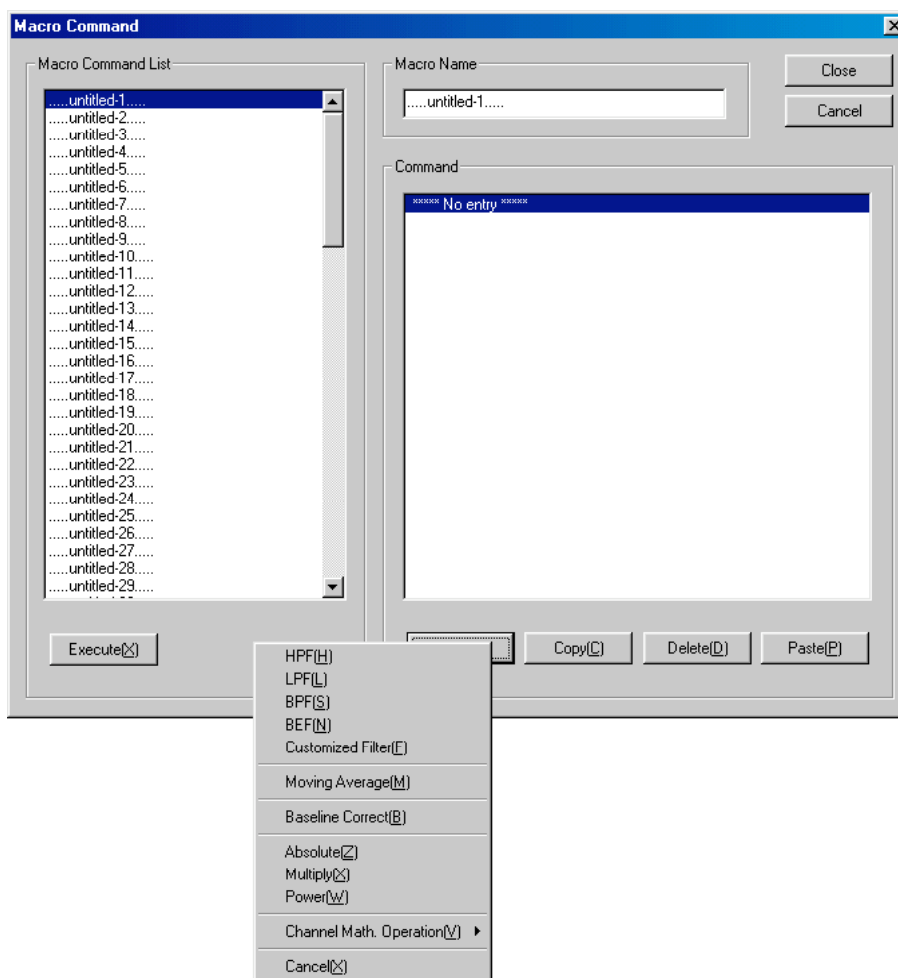 Macro Command
Macro Command List
.....untitled-1.....
.....untitled-2.....
.....untitled-3.....
.....untitled-4.....
.....untitled-5.....
.....untitled-6.....
.....untitled-7.....
.....untitled-8.....
.....untitled-9.....
.....untitled-10.....
.....untitled-11.....
.....untitled-12.....
.....untitled-13.....
.....untitled-14.....
.....untitled-15.....
.....untitled-16.....
.....untitled-17.....
.....untitled-18.....
.....untitled-19.....
.....untitled-20.....
.....untitled-21.....
.....untitled-22.....
.....untitled-23.....
.....untitled-24.....
.....untitled-25.....
.....untitled-26.....
.....untitled-27.....
.....untitled-28.....
.....untitled-29.....
Execute(X)
Macro Name
.....untitled-1.....
Close
Cancel
Command
***** No entry *****
Copy(C)
Delete(D)
Paste(P)
HPF(H)
LPF(L)
BPF(S)
BEF(N)
Customized Filter(F)
Moving Average(M)
Baseline Correct(B)
Absolute(Z)
Multiply(X)
Power(W)
Channel Math. Operation(V)
Cancel(X)